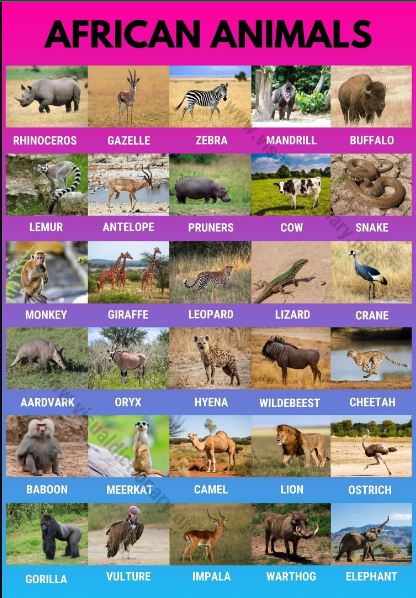 AFRICAN ANIMALS
RHINOCEROS GAZELLE ZEBRA MANDRILL BUFFALO
LEMUR ANTELOPE PRUNERS COW SNAKE
MONKEY GIRAFFE LEOPARD LIZARD CRANE
AARDVARK ORYX HYENA WILDEBEEST CHEETAH
BABOON MEERKAT CAMEL LION OSTRICH
GORILLA VULTURE IMPALA WARTHOG ELEPHANT